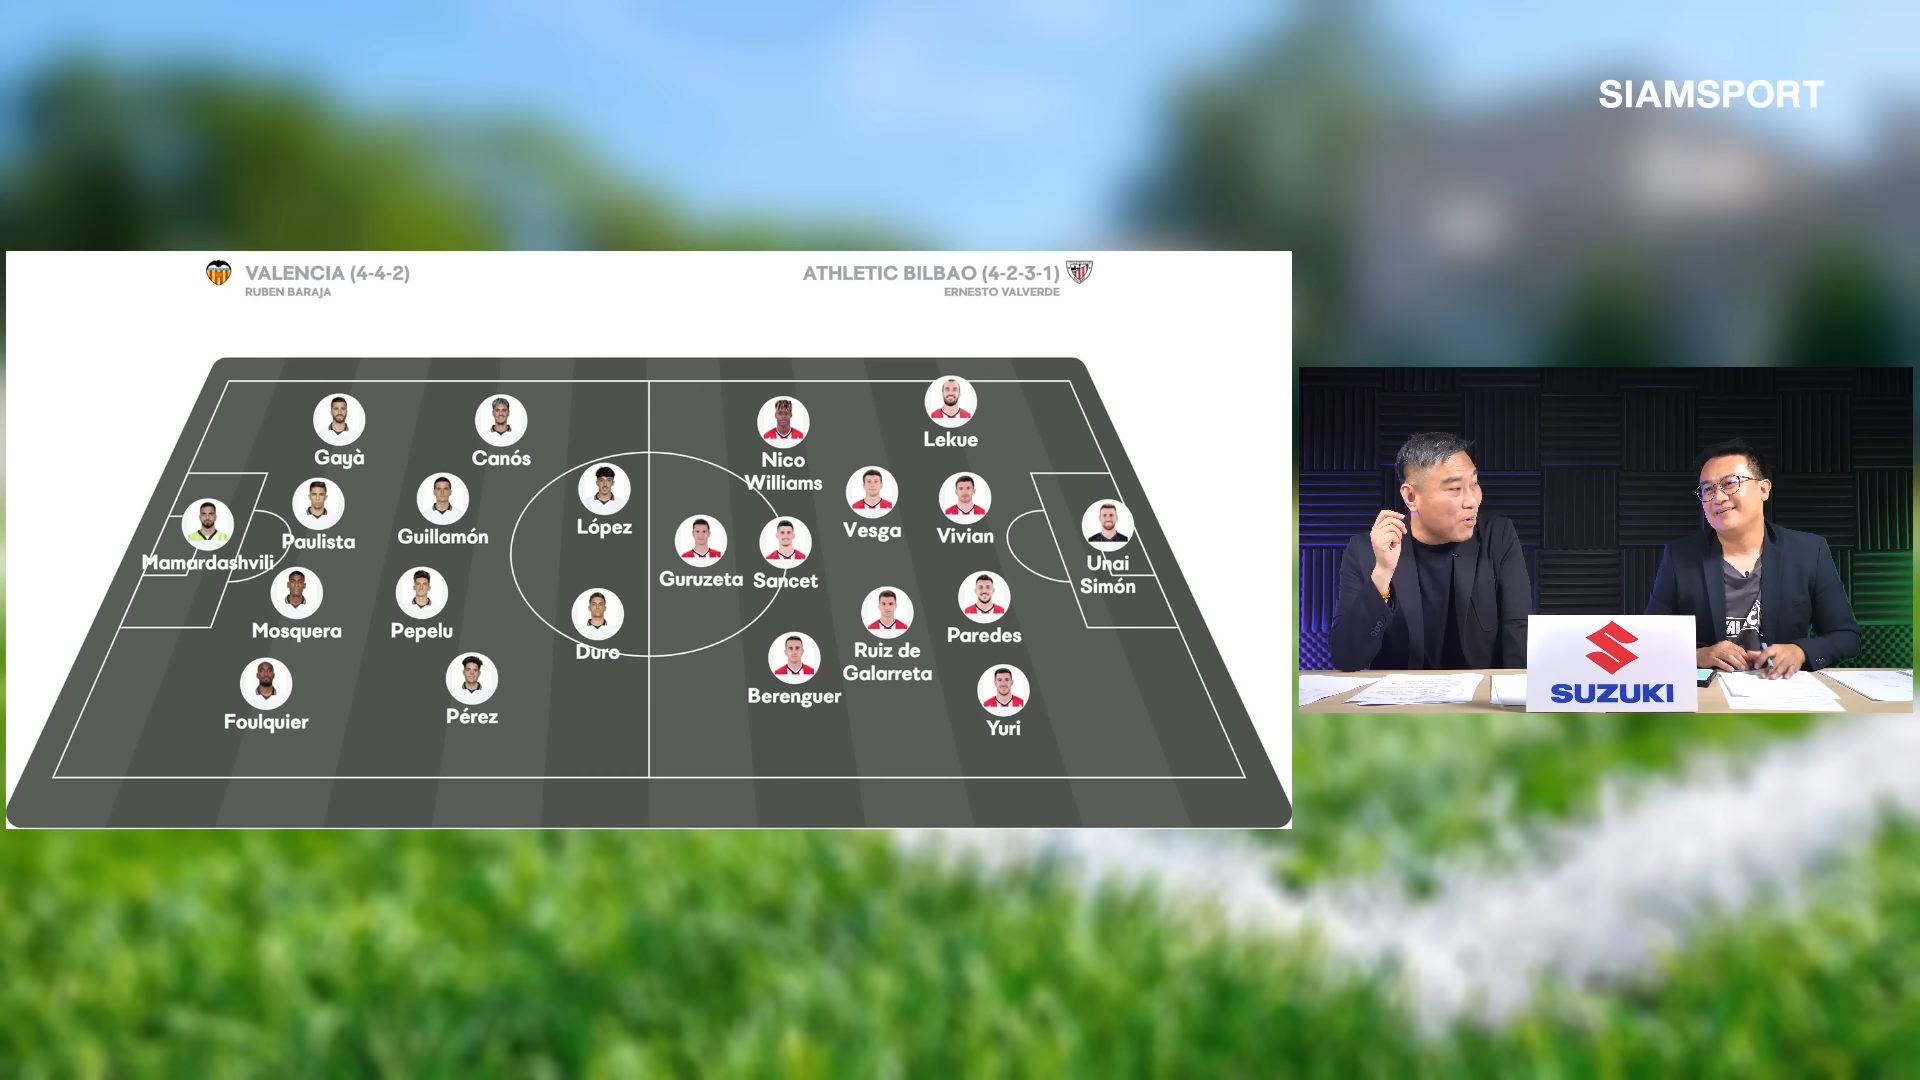 SIAMSPORT
VALENCIA (4-4-2)
RUBEN BARAJA
ATHLETIC BILBAO (4-2-3-1)
ERNESTO VALVERDE
Gayà
Canós
Nico
Williams
Lekue
Mamardashvili
Paulista
Guillamón
López
Guruzeta
Sancet
Vesga
Vivian
Unai
Simón
Mosquera
Pepelu
Duro
Berenguer
Ruiz de
Galarreta
Paredes
Foulquier
Pérez
Yuri
SUZUKI